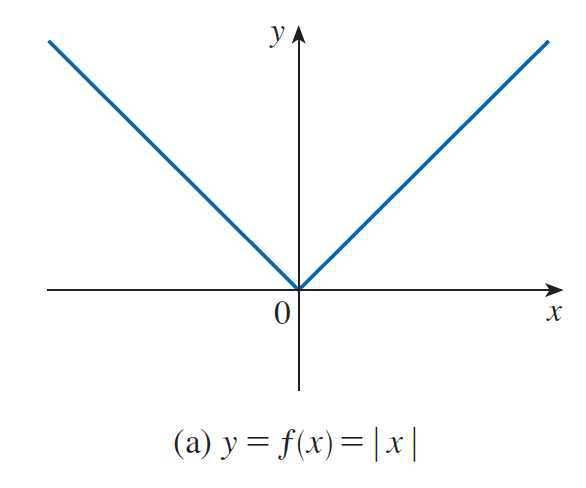 y
0
x
(a) y = f(x) = | x |